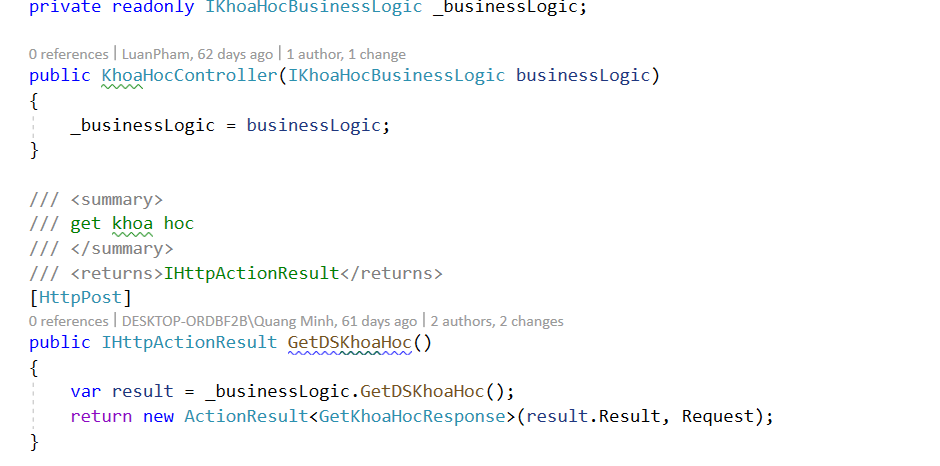 private readonly IKhoaHocBusinessLogic _businessLogic;
0 references | LuanPham, 62 days ago | 1 author, 1 change
public KhoaHocController(IKhoaHocBusinessLogic businessLogic)
{
_businessLogic = businessLogic;
}
/// <summary>
/// get khoa hoc
/// </summary>
/// <returns>IHttpActionResult</returns>
[HttpPost]
0 references | DESKTOP-ORDBF2B\Quang Minh, 61 days ago | 2 authors, 2 changes
public IHttpActionResult GetDSKhoaHoc()
{
var result = _businessLogic.GetDSKhoaHoc();
return new ActionResult<GetKhoaHocResponse>(result.Result, Request);
}